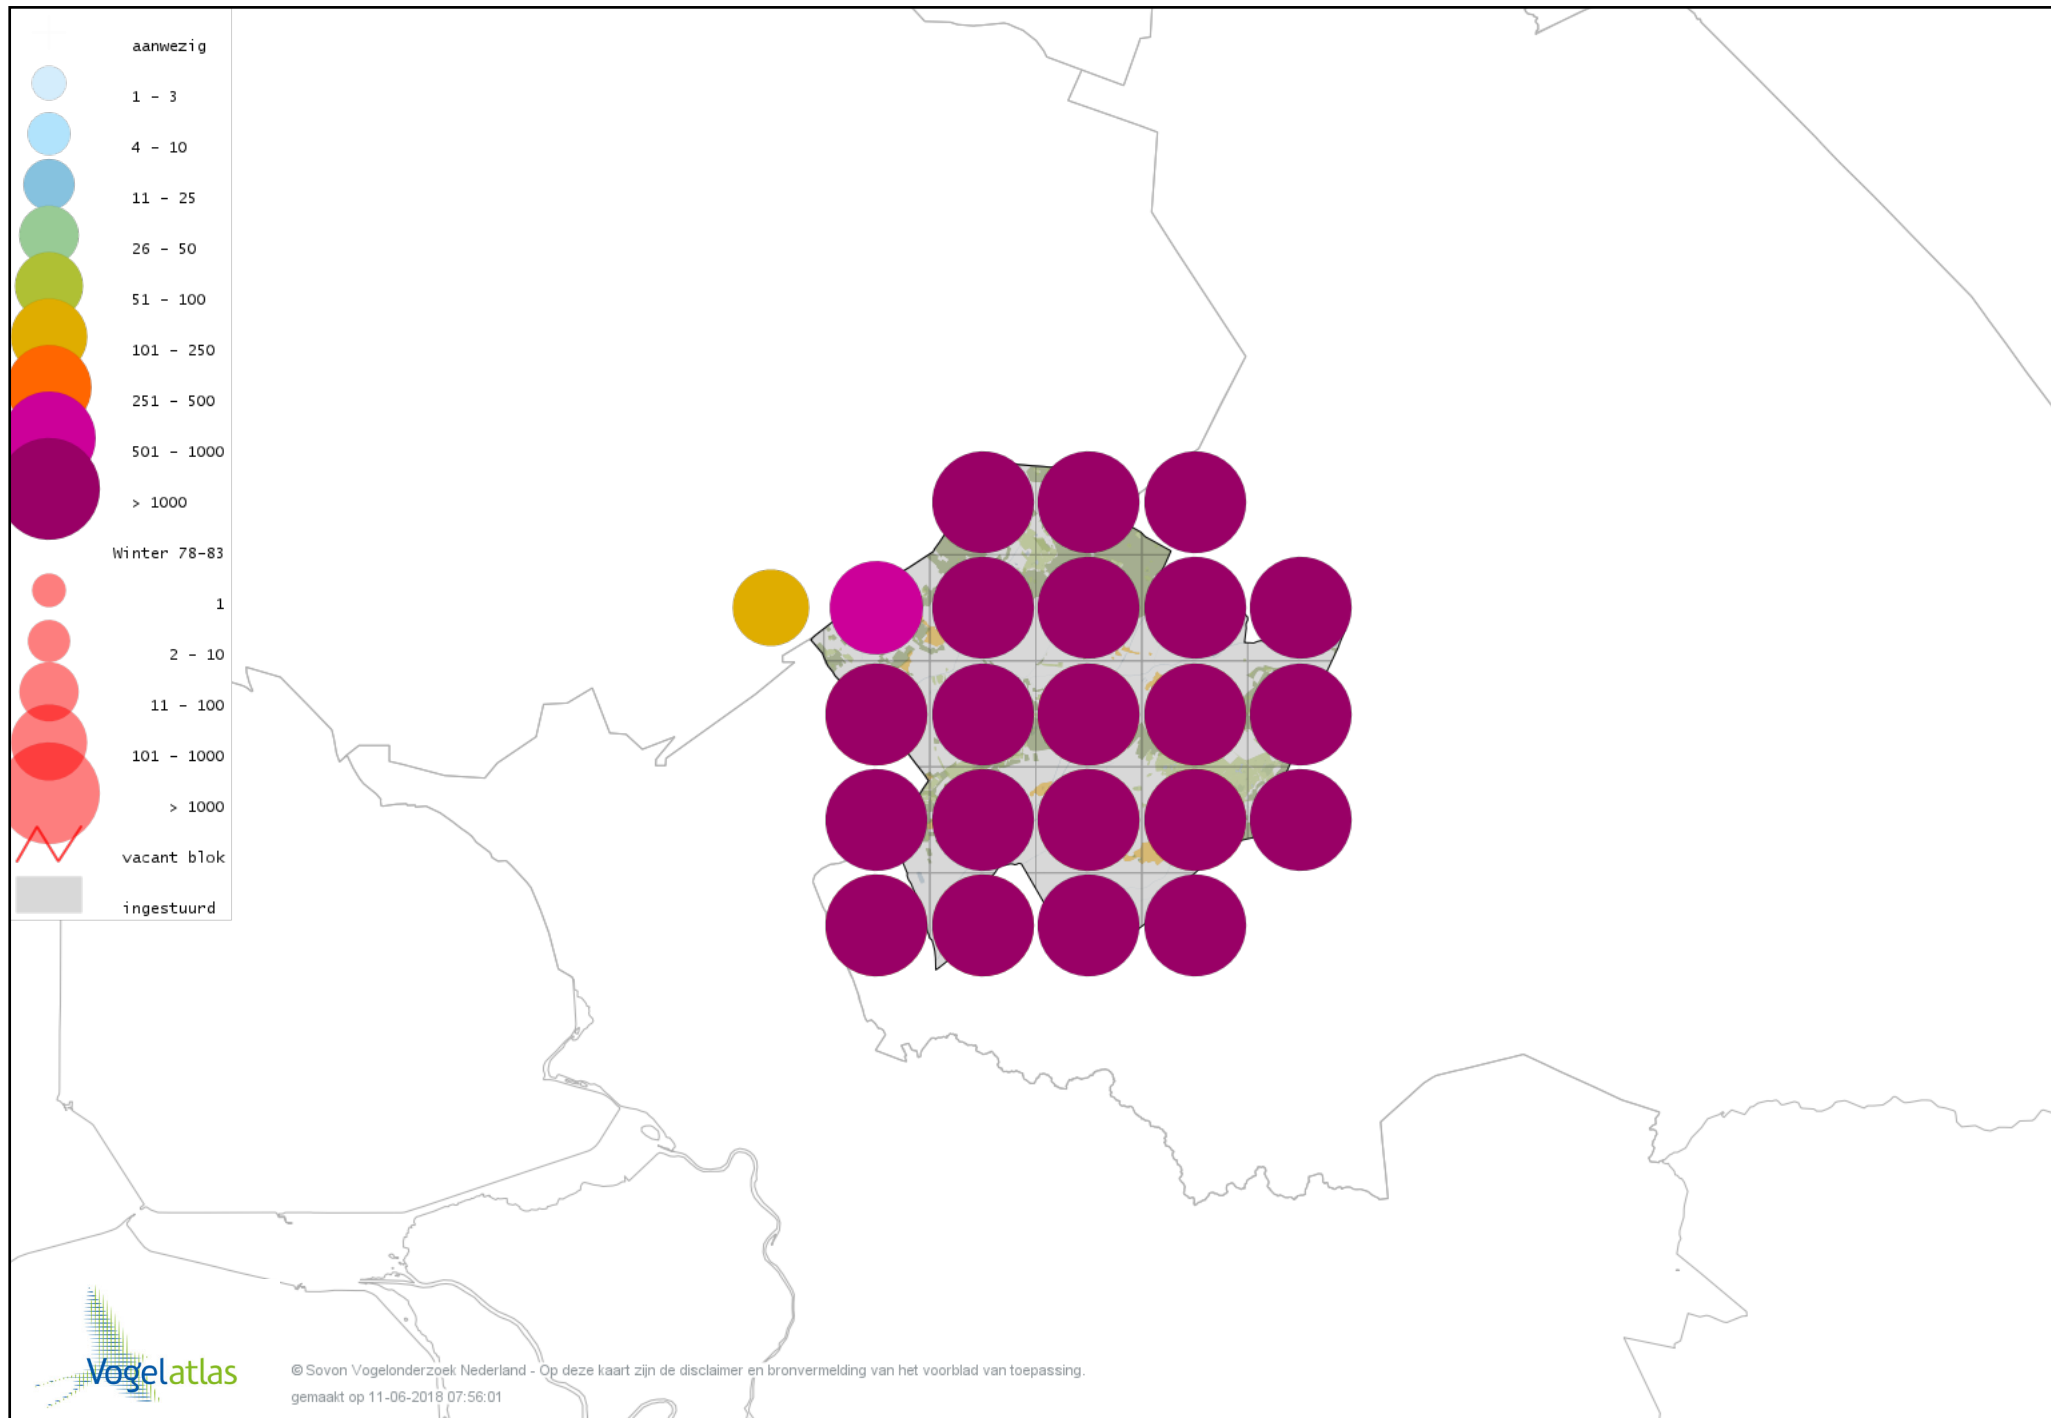 aanwezig
1 - 3
4 - 10
11 - 25
26 - 50
51 - 100
101 - 250
251 - 500
501 - 1000
> 1000
Winter 78-83
1
2 - 10
11 - 100
101 - 1000
> 1000
vacant blok
ingestuurd
Vogelatlas
© Sovon Vogelonderzoek Nederland - Op deze kaart zijn de disclaimer en bronvermelding van het voorblad van toepassing.
gemaakt op 11-06-2018 07:56:01